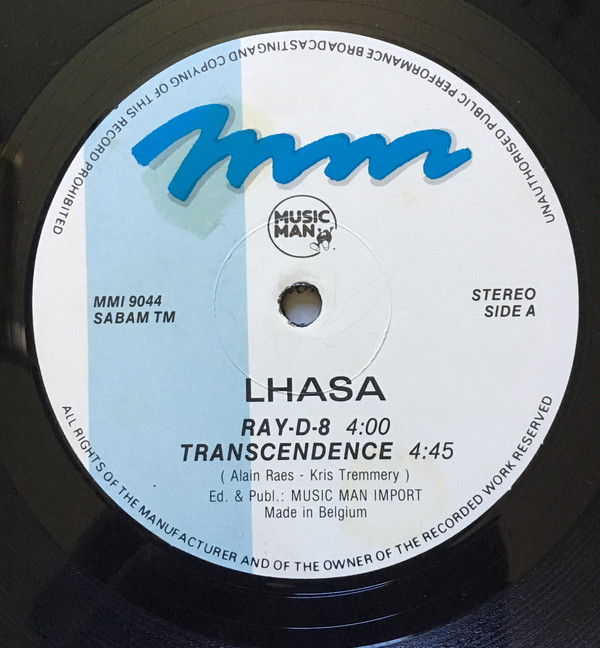 UNAUTHORISED PUBLIC PERFORMANCE BROADCASTING AND COPYING OF THIS RECORD PROHIBITED
mm
MUSIC
MAN
MMI 9044
SABAM TM
STEREO
SIDE A
LHASA
RAY-D-8 4:00
TRANSCENDENCE 4:45
( Alain Raes - Kris Tremmery )
Ed. & Publ.: MUSIC MAN IMPORT
Made in Belgium
ALL RIGHTS OF THE MANUFACTURER AND OF THE OWNER OF THE RECORDED WORK RESERVED